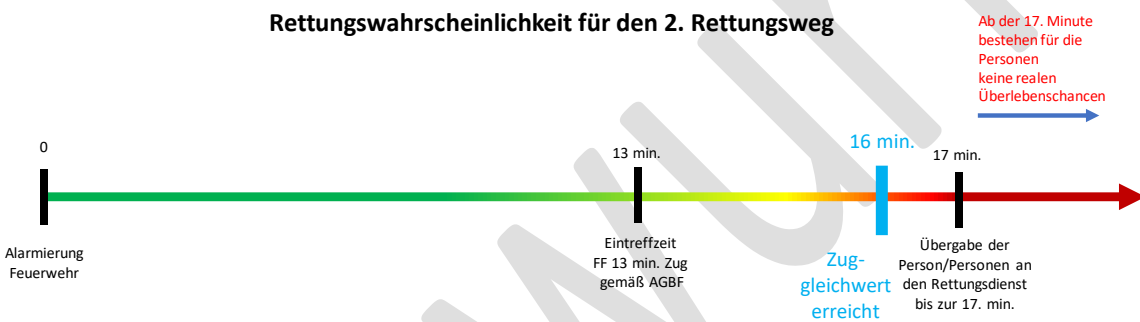 Rettungswahrscheinlichkeit für den 2. Rettungsweg
Ab der 17. Minute
bestehen für die
Personen
keine realen
Überlebenschancen
0
13 min.
16 min.
17 min.
Alarmierung
Feuerwehr
Eintreffzeit
FF 13 min. Zug
gemäß AGBF
Zug-
gleichwert
erreicht
Übergabe der
Person/Personen an
den Rettungsdienst
bis zur 17. min.